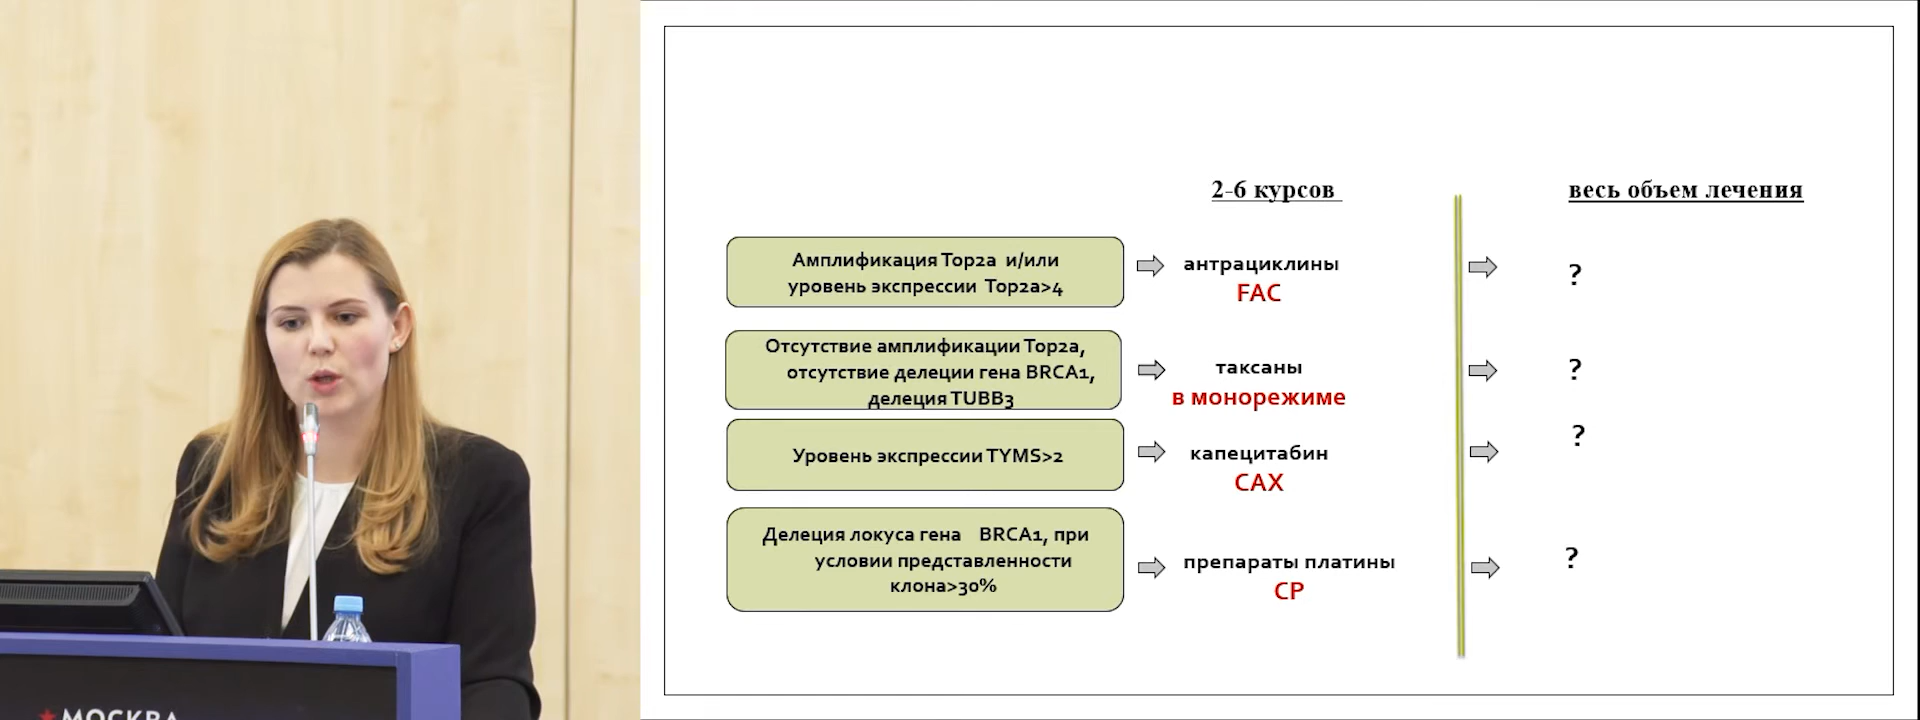 2-6 курсов
весь объем лечения
Амплификация Top2a и/или
уровень экспрессии Top2a>4
антрациклины
FAC
?
Отсутствие амплификации Top2a,
отсутствие делеции гена BRCA1,
делеция TUBB3
таксаны
в монорежиме
?
Уровень экспрессии TYMS>2
капецитабин
CAX
?
Делеция локуса гена BRCA1, при
условии представленности
клона>30%
препараты платины
CP
?
МОСКВА